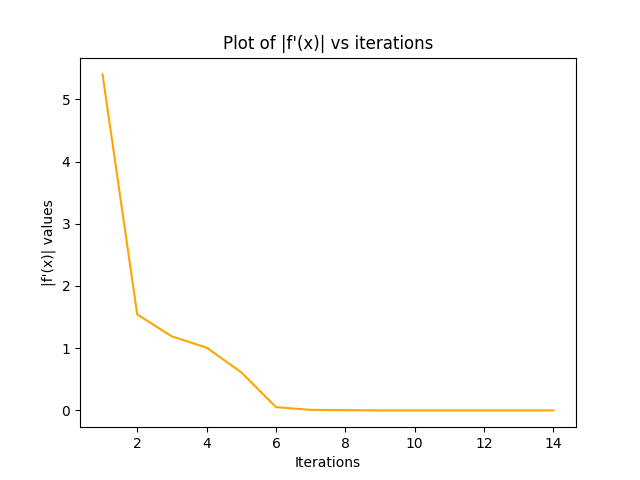 Plot of |f'(x)| vs iterations
5
4
3
2
1
0
|f'(x)| values
2 4 6 8 10 12 14
Iterations